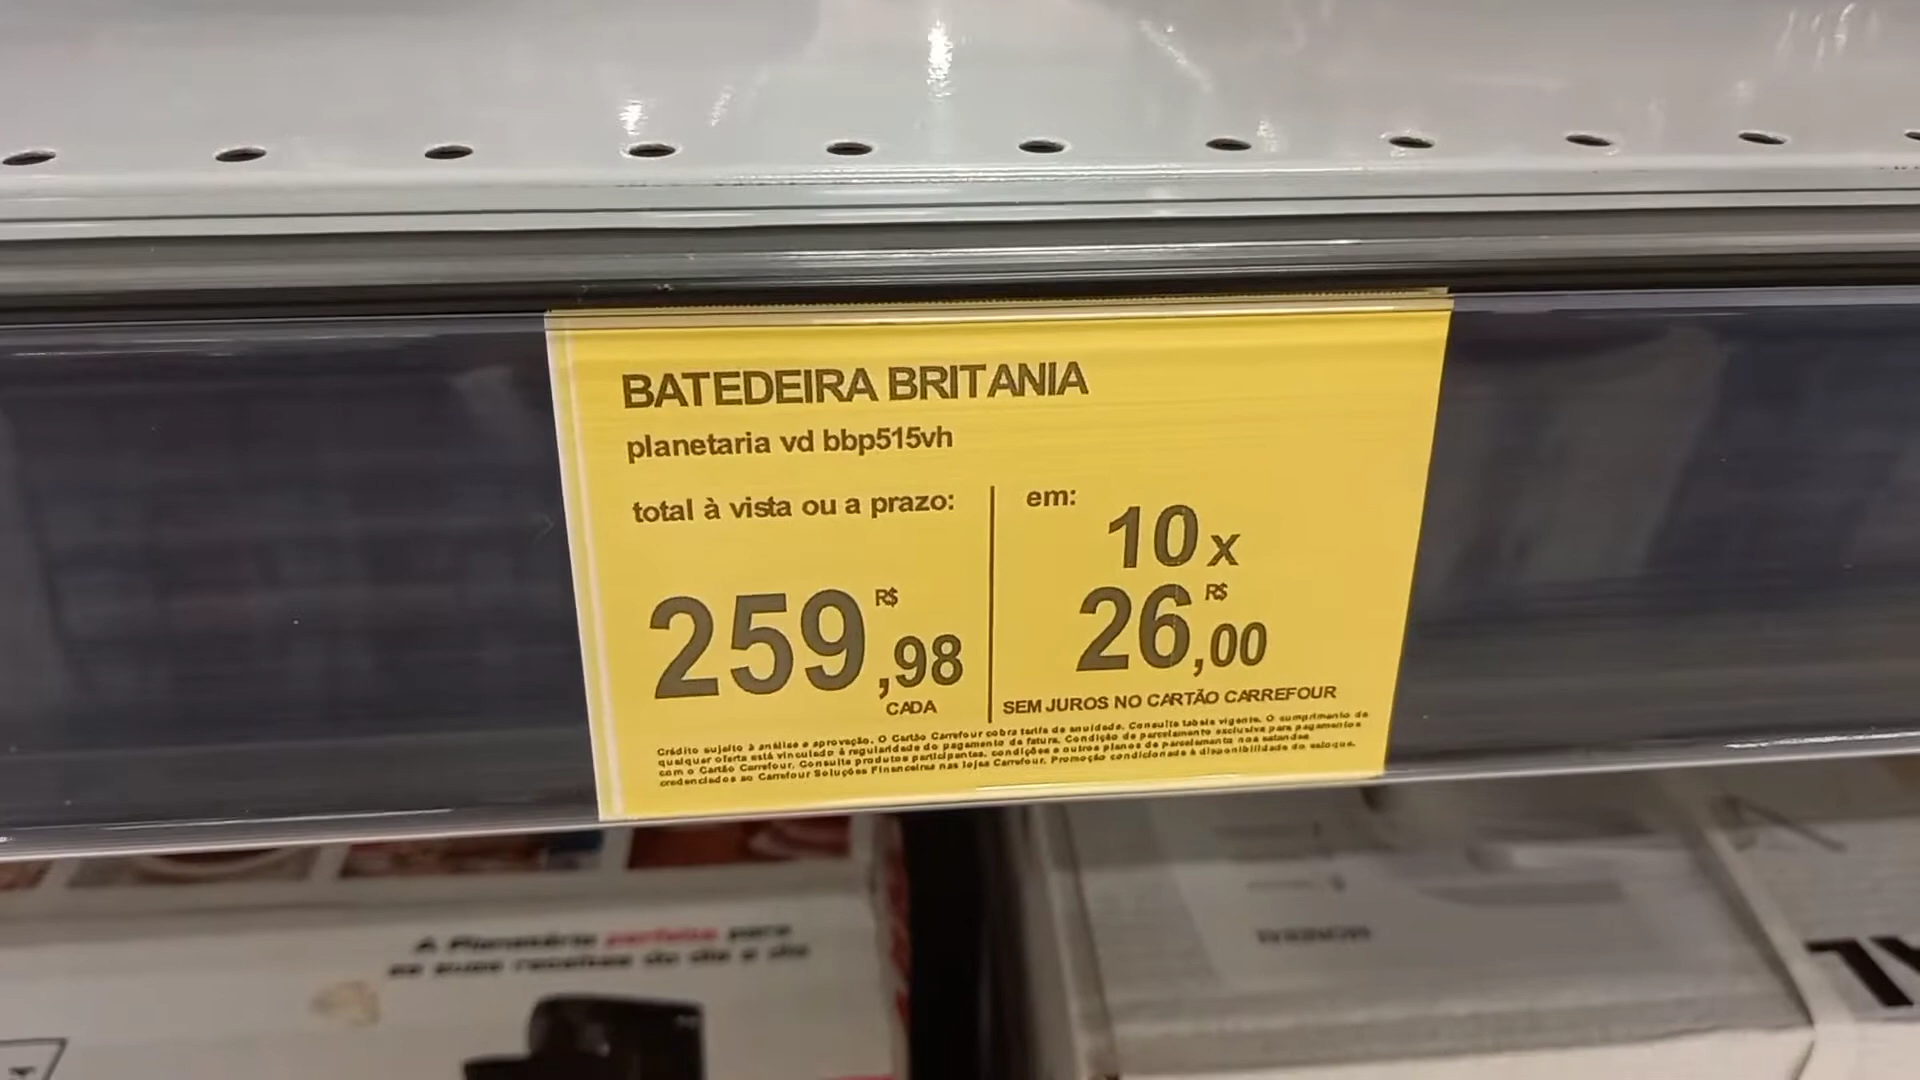 BATEDEIRA BRITANIA
planetaria vd bbp515vh
total à vista ou a prazo:
R$
259,98
CADA
em:
10x
R$
26,00
SEM JUROS NO CARTÃO CARREFOUR
Crédito sujeito à análise e aprovação. O Cartão Carrefour cobra tarifa de anuidade. Consulte tabela vigente. O cumprimento de
qualquer oferta está vinculado à regularidade do pagamento da fatura. Condição de parcelamento exclusiva para pagamentos
com o Cartão Carrefour. Consulte produtos participantes, condições e outros planos de parcelamento nos estandes
credenciados ao Carrefour Soluções Financeiras nas lojas Carrefour. Promoção condicionada à disponibilidade do estoque.
A Planetária perfeita para
as suas receitas do dia a dia